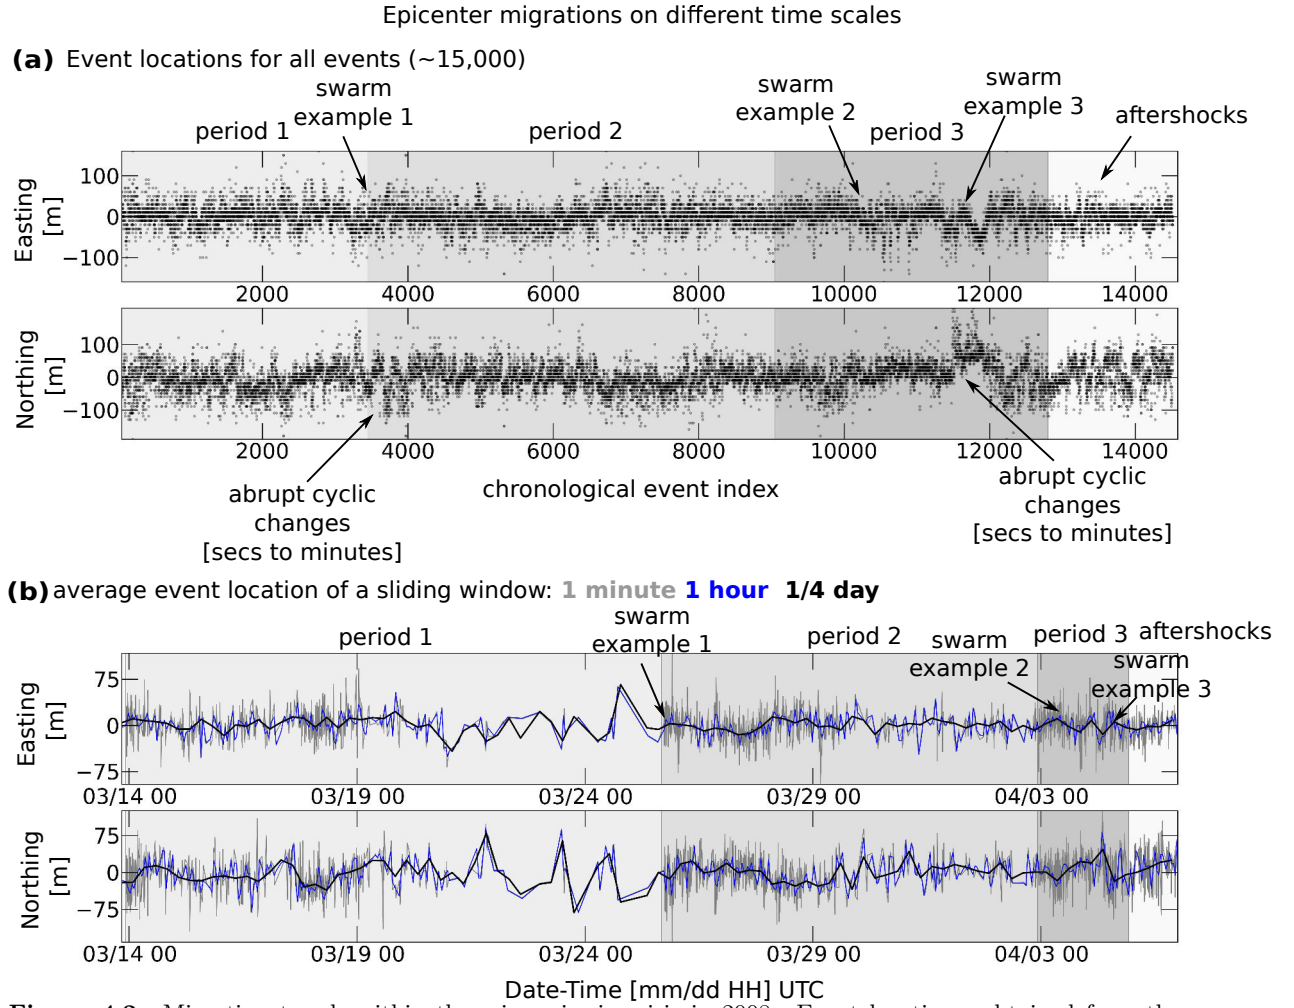 Epicenter migrations on different time scales
(a) Event locations for all events (~15,000)
swarm
example 1
swarm
example 2
swarm
example 3
period 1
period 2
period 3
aftershocks
Easting
[m]
100
0
−100
2000 4000 6000 8000 10000 12000 14000
Northing
[m]
100
0
−100
2000 4000 6000 8000 10000 12000 14000
abrupt cyclic
changes
[secs to minutes]
chronological event index
abrupt cyclic
changes
[secs to minutes]
(b) average event location of a sliding window: 1 minute 1 hour 1/4 day
period 1
swarm
example 1
period 2
swarm
example 2
period 3
aftershocks
swarm
example 3
Easting
[m]
75
0
−75
03/14 00 03/19 00 03/24 00 03/29 00 04/03 00
Northing
[m]
75
0
−75
03/14 00 03/19 00 03/24 00 03/29 00 04/03 00
Date-Time [mm/dd HH] UTC